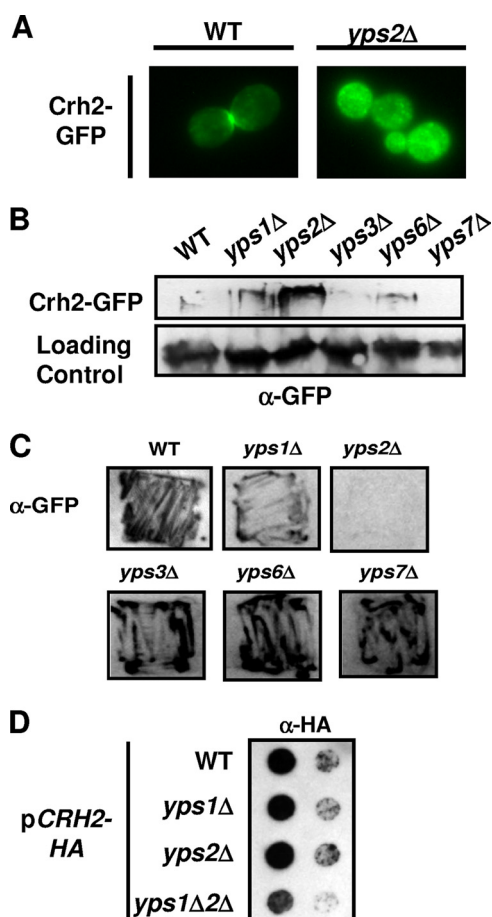 A
WT
yps2Δ
Crh2-
GFP
B
WT
yps1Δ
yps2Δ
yps3Δ
yps6Δ
yps7Δ
Crh2-GFP
Loading
Control
α-GFP
C
WT
yps1Δ
yps2Δ
α-GFP
yps3Δ
yps6Δ
yps7Δ
D
α-HA
WT
yps1Δ
pCRH2-
HA
yps2Δ
yps1Δ2Δ